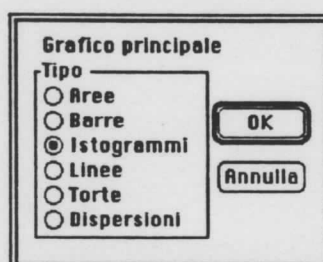 Grafico principale
Tipo
Aree
Barre
Istogrammi
Linee
Torte
Dispersioni
OK
Annulla